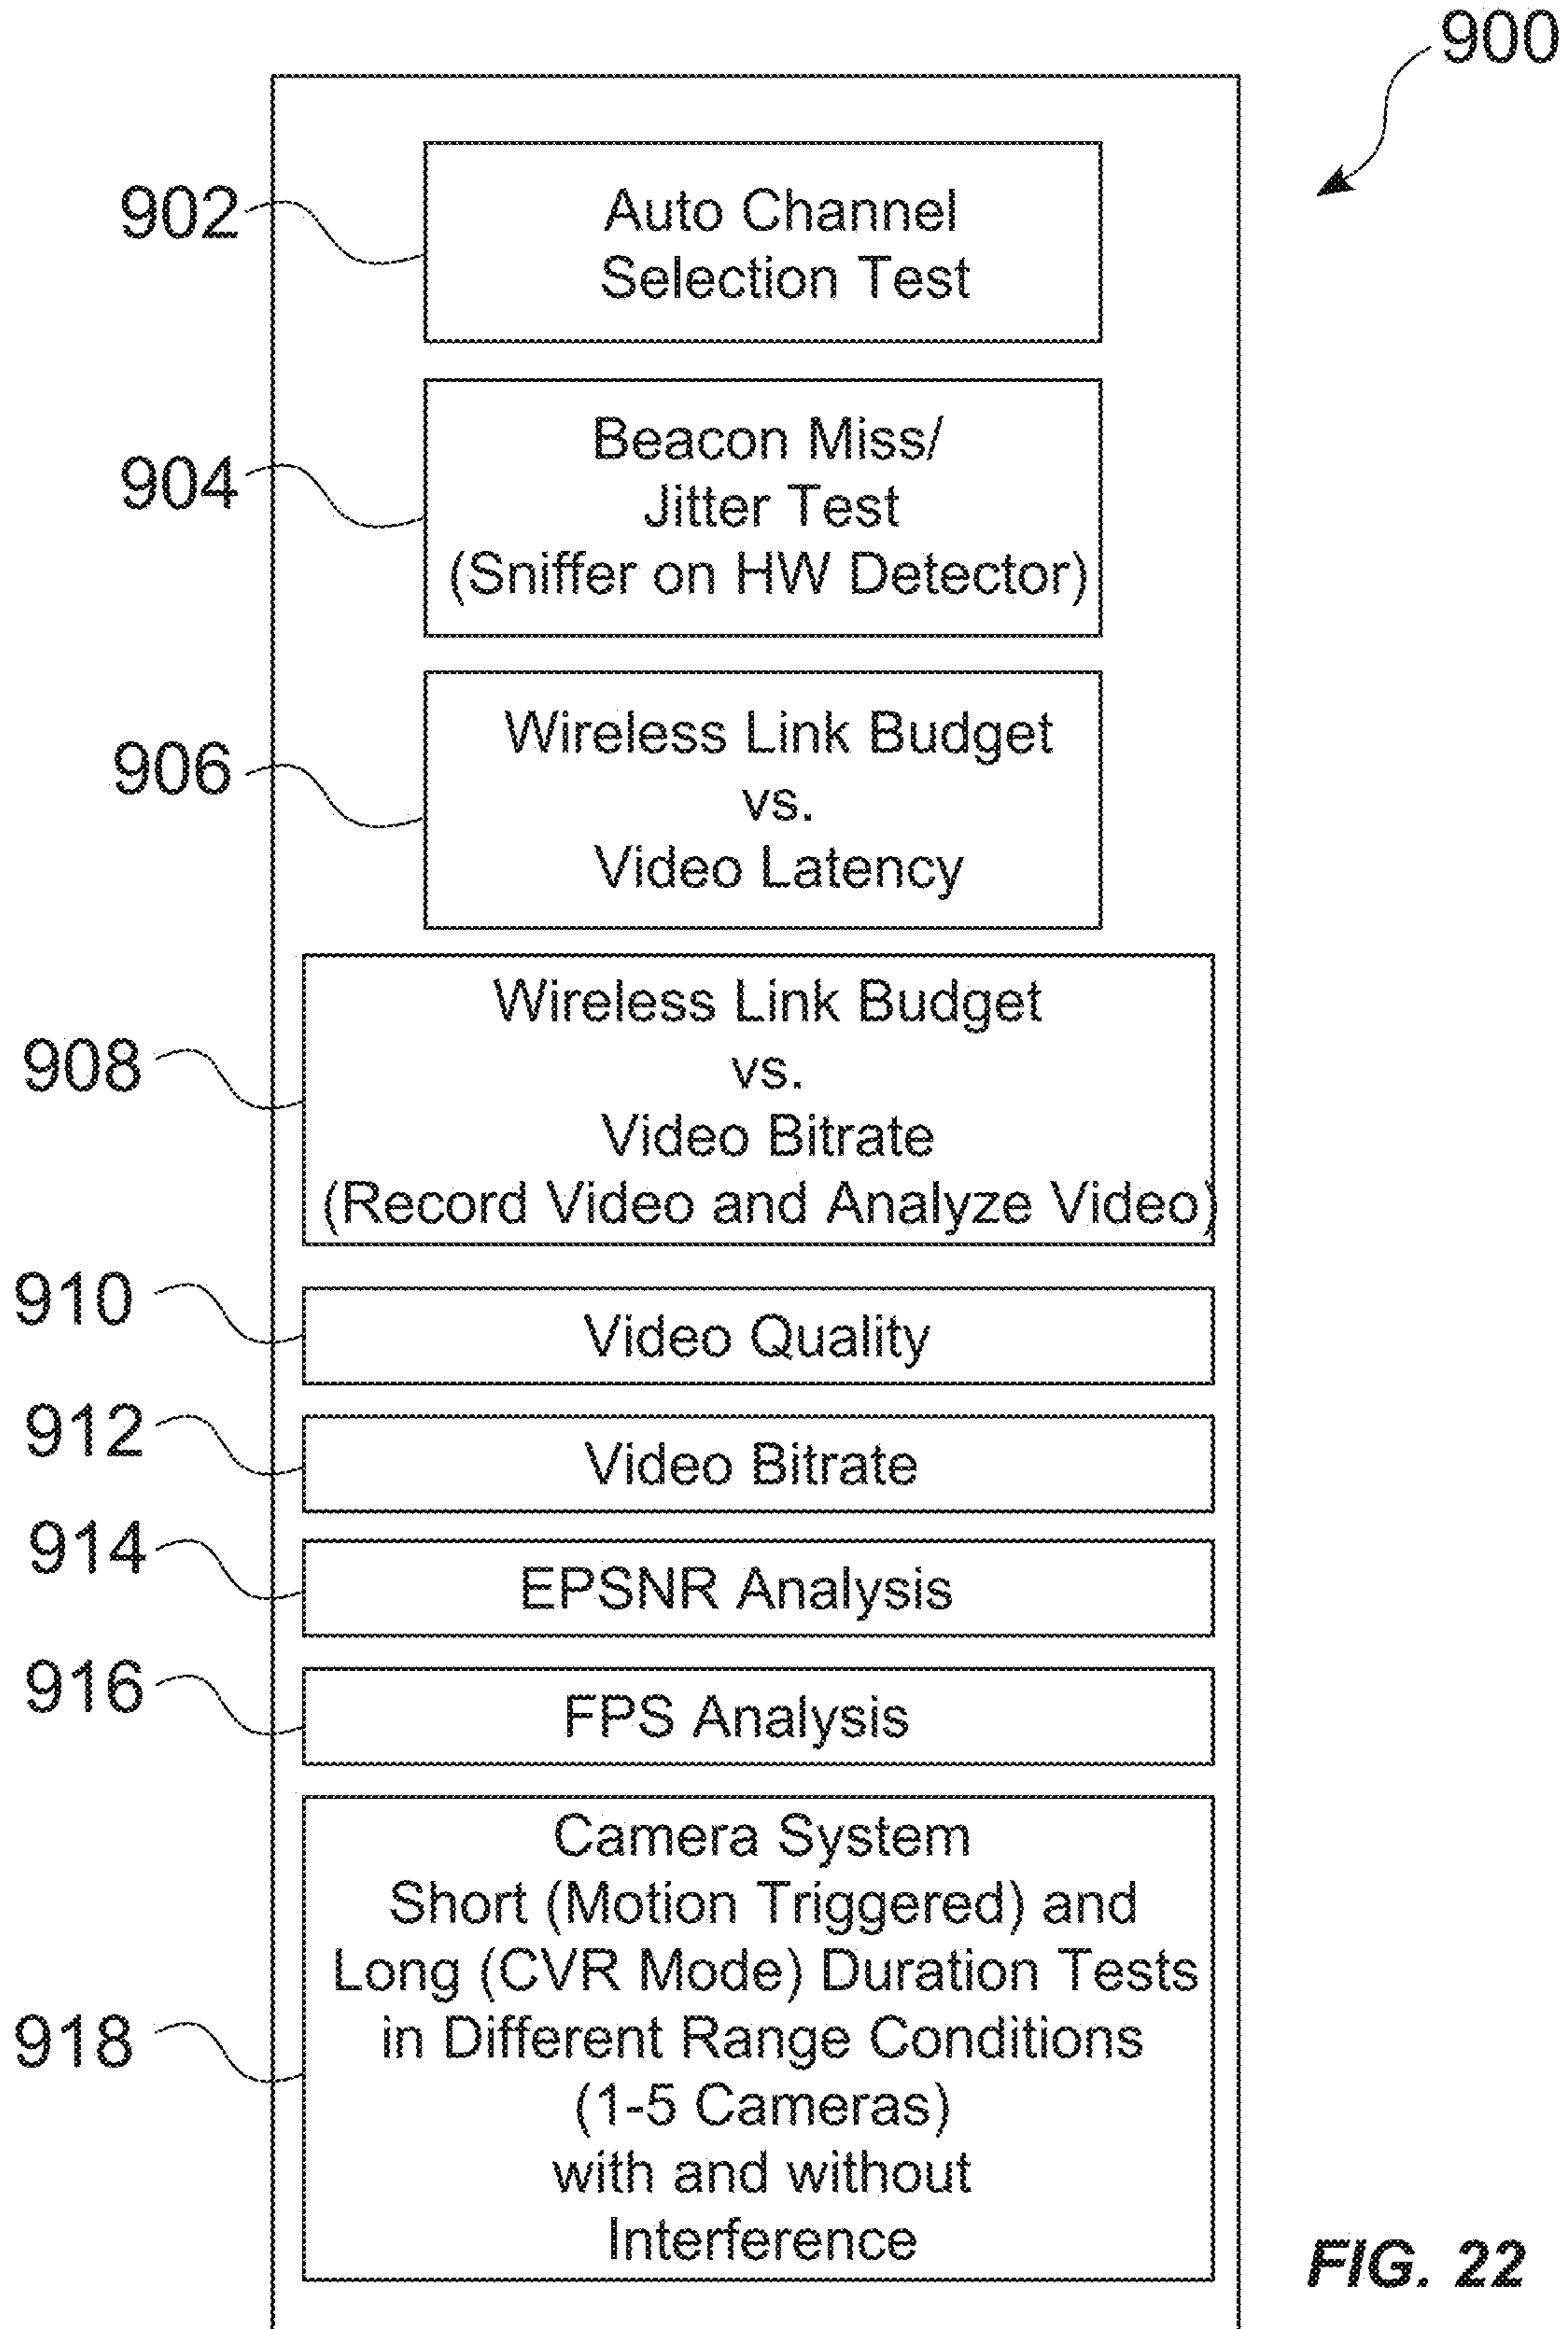 900
902
Auto Channel
Selection Test
904
Beacon Miss/
Jitter Test
(Sniffer on HW Detector)
906
Wireless Link Budget
vs.
Video Latency
908
Wireless Link Budget
vs.
Video Bitrate
(Record Video and Analyze Video)
910
Video Quality
912
Video Bitrate
914
EPSNR Analysis
916
FPS Analysis
918
Camera System
Short (Motion Triggered) and
Long (CVR Mode) Duration Tests
in Different Range Conditions
(1-5 Cameras)
with and without
Interference
FIG. 22